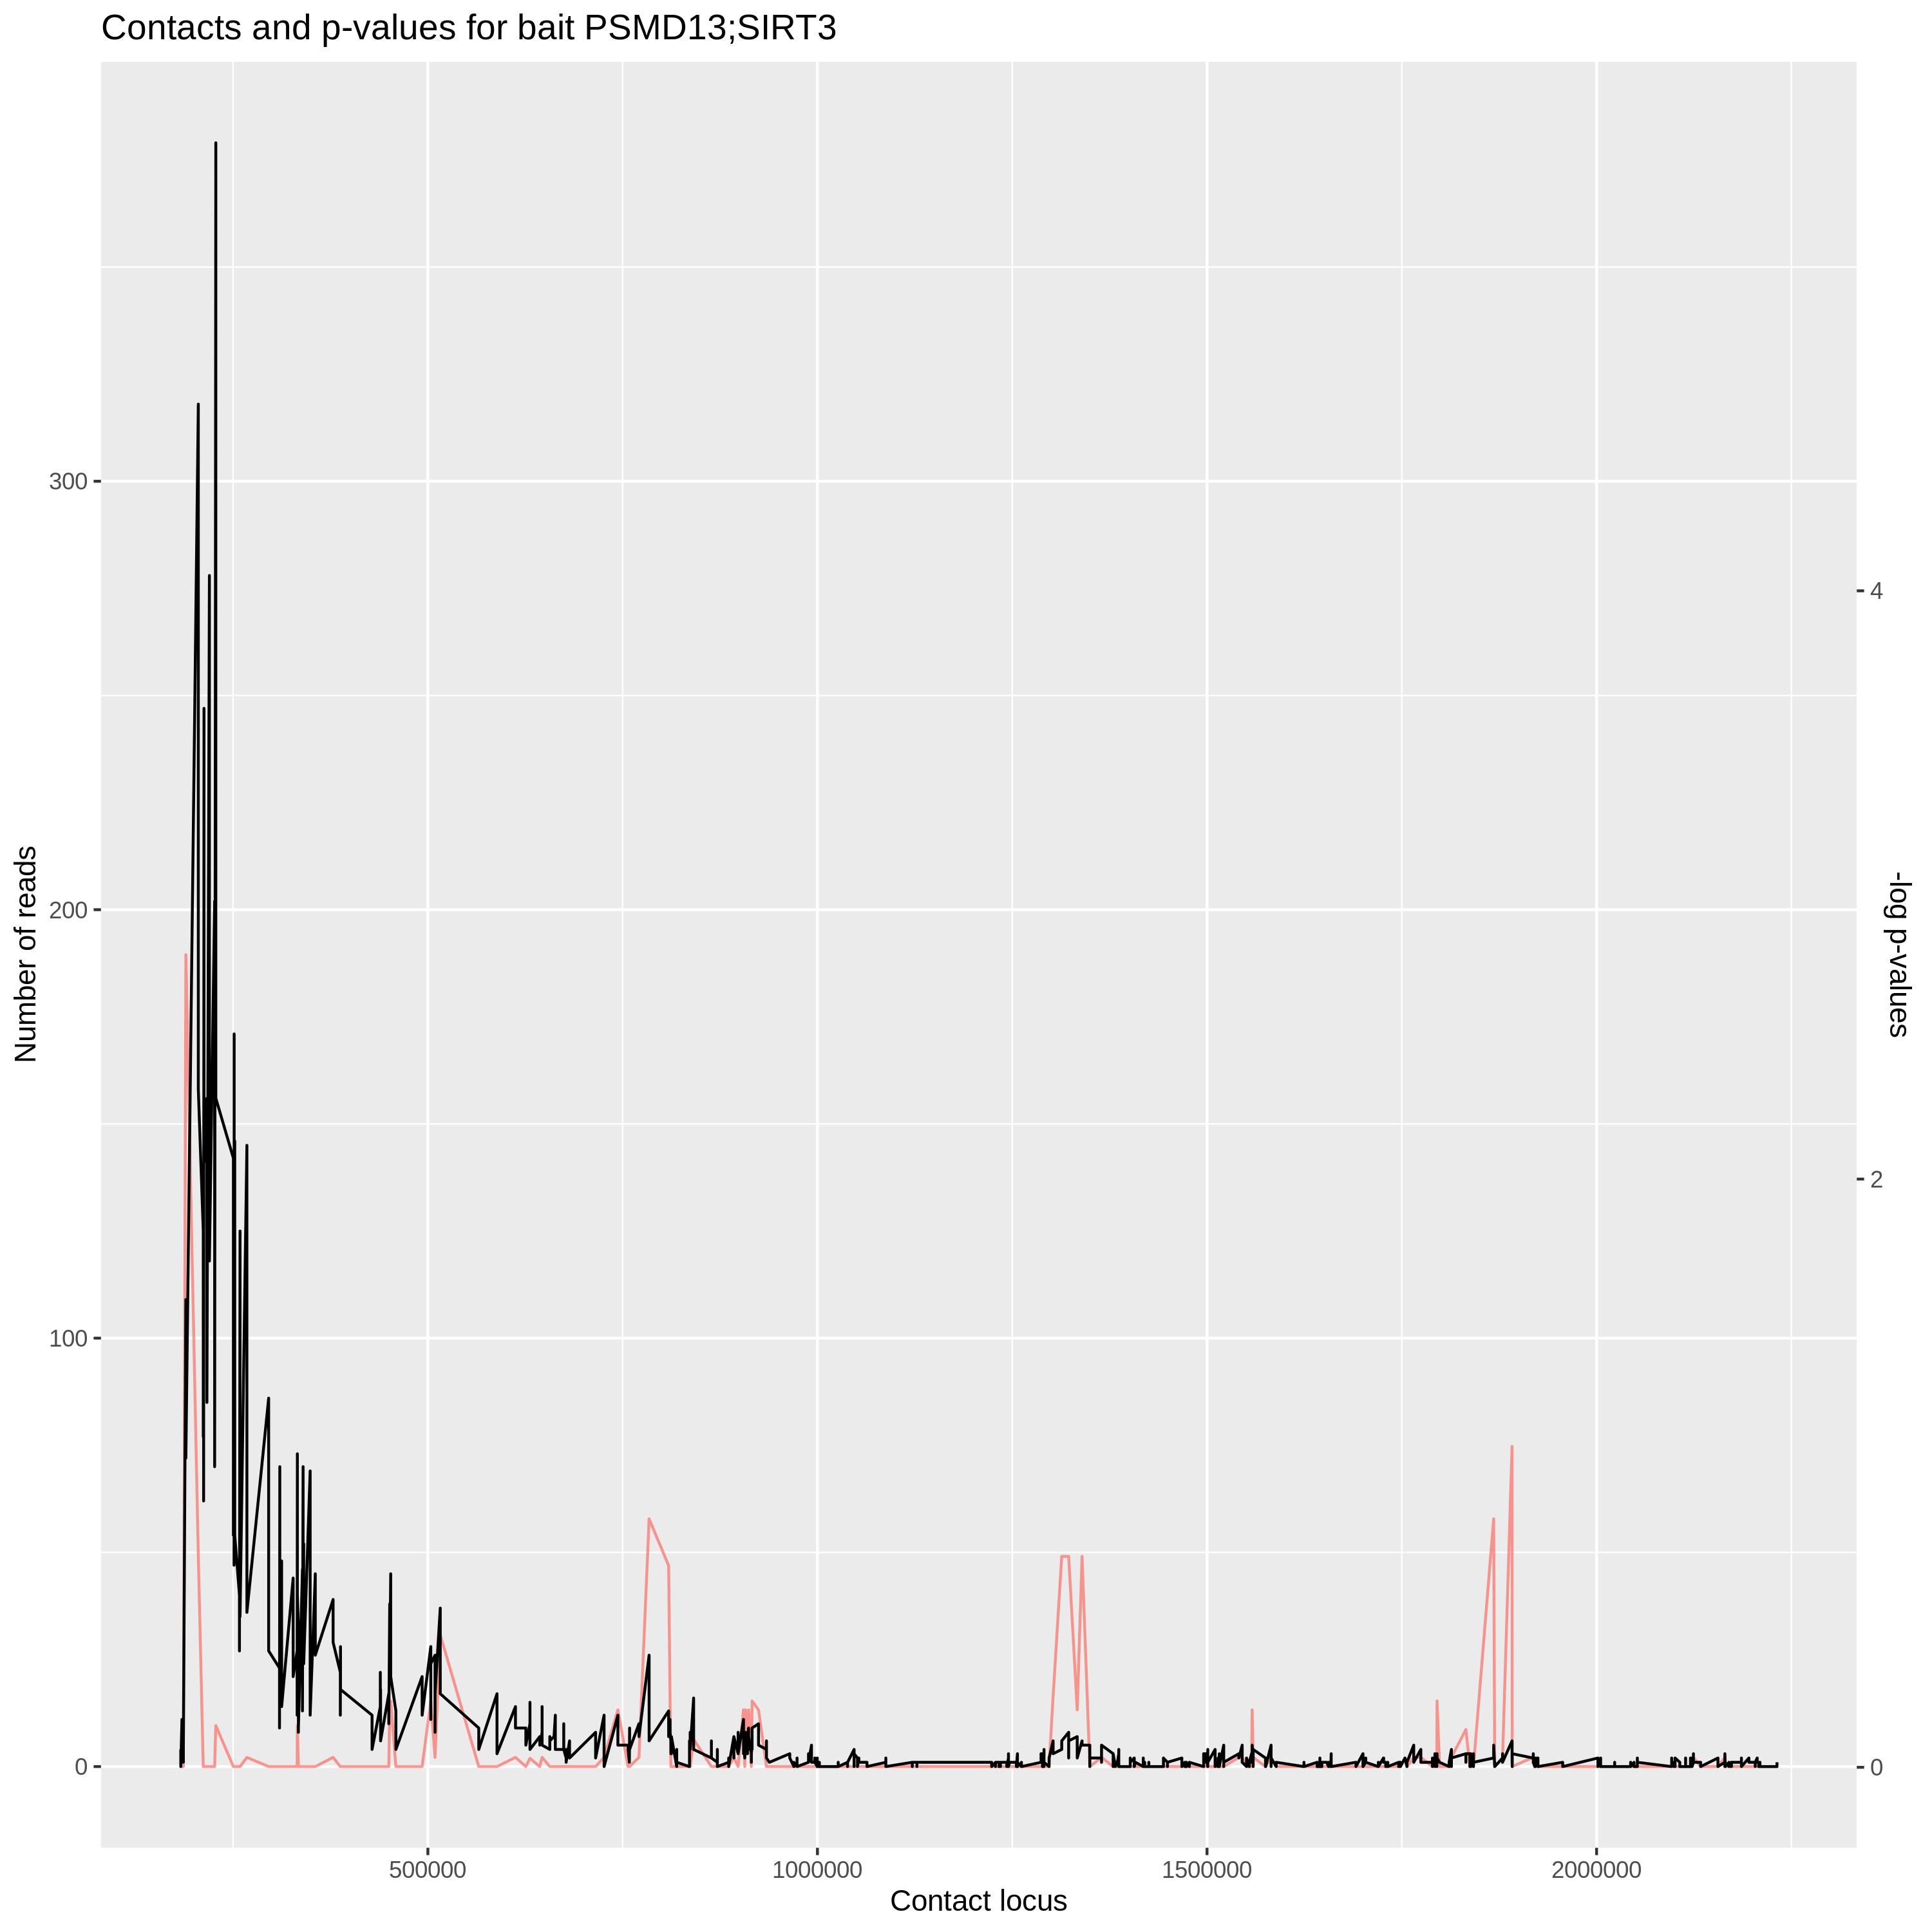 Contacts and p-values for bait PSMD13;SIRT3
Number of reads
300
200
100
0
4
2
0
-log p-values
500000
1000000
1500000
2000000
Contact locus